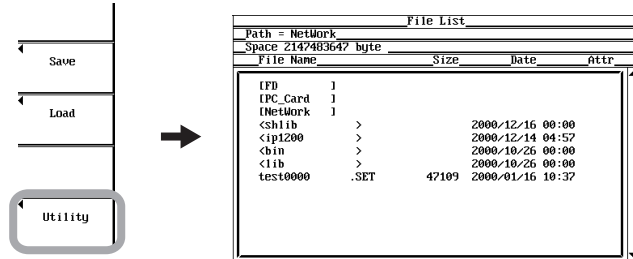 Save
Load
Utility
File List
Path = NetWork
Space 2147483647 byte
File Name Size Date Attr
[FD ]
[PC_Card ]
[NetWork ]
<shlib > 2000/12/16 00:00
<ip1200 > 2000/12/14 04:57
<bin > 2000/10/26 00:00
<lib > 2000/10/26 00:00
test0000 .SET 47109 2000/01/16 10:37